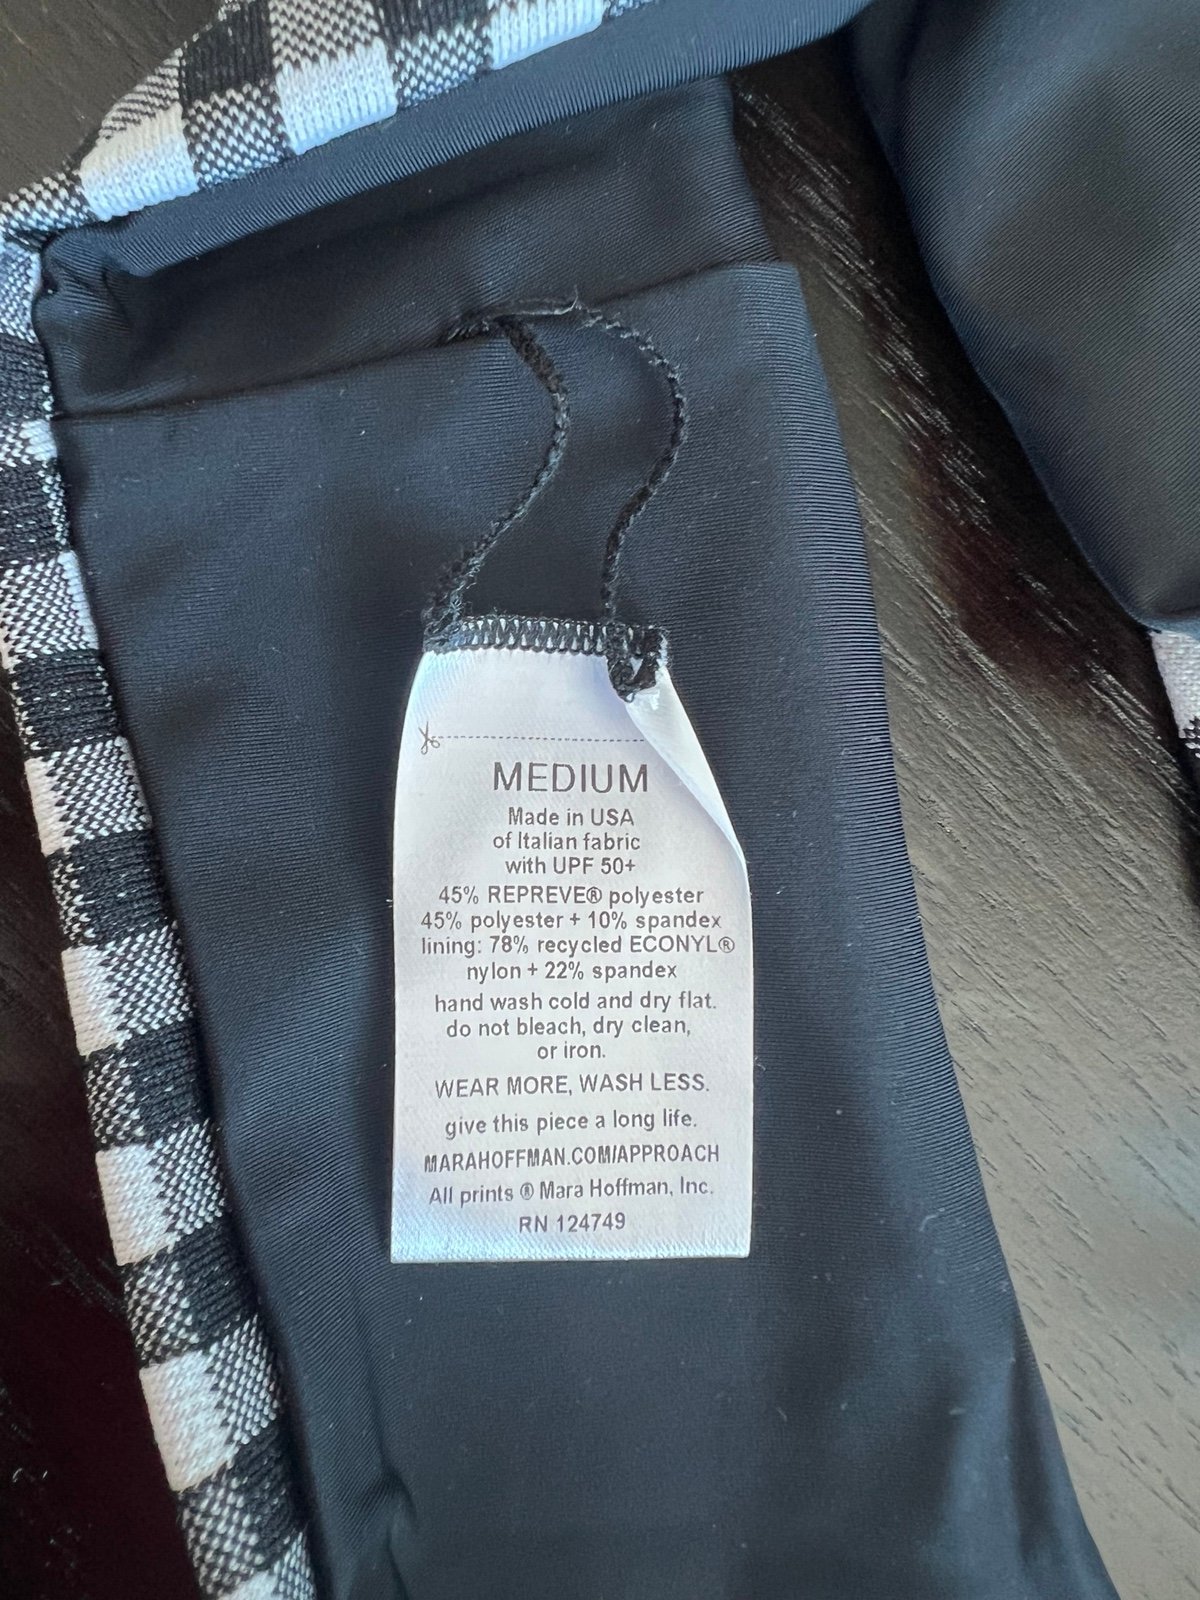 MEDIUM
Made in USA
of Italian fabric
with UPF 50+
45% REPREVE® polyester
45% polyester + 10% spandex
lining: 78% recycled ECONYL®
nylon + 22% spandex
hand wash cold and dry flat.
do not bleach, dry clean,
or iron.
WEAR MORE, WASH LESS.
give this piece a long life.
MARAHOFFMAN.COM/APPROACH
All prints ® Mara Hoffman, Inc.
RN 124749